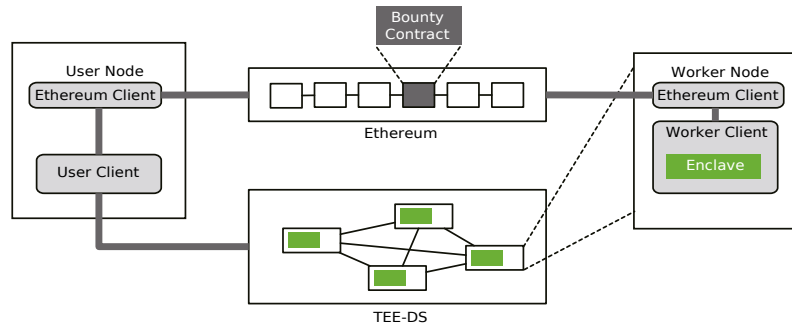 Bounty
Contract
User Node
Ethereum Client
User Client
Ethereum
Worker Node
Ethereum Client
Worker Client
Enclave
TEE-DS